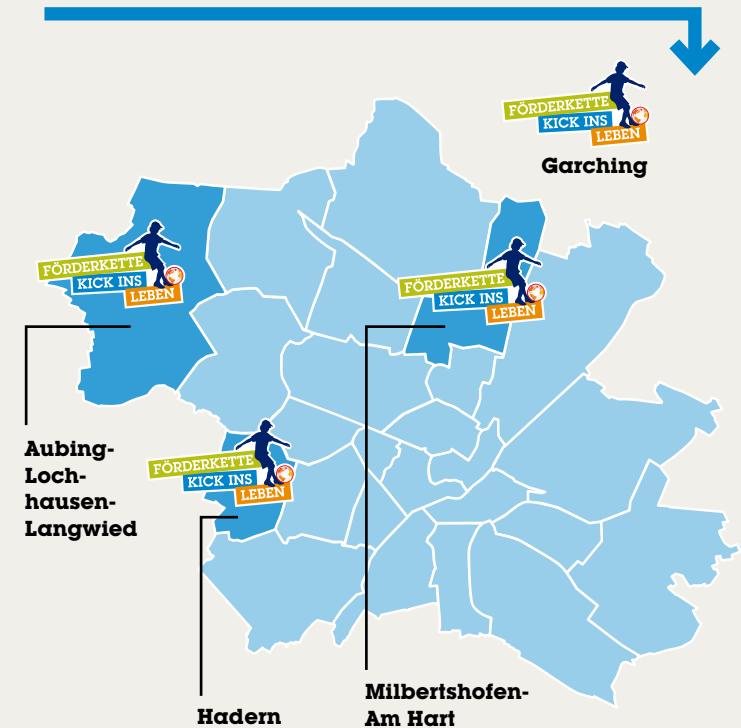 FÖRDERKETTE
KICK INS
LEBEN
Garching
FÖRDERKETTE
KICK INS
LEBEN
FÖRDERKETTE
KICK INS
LEBEN
FÖRDERKETTE
KICK INS
LEBEN
Aubing-
Loch-
hausen-
Langwied
Hadern
Milbertshofen-
Am Hart